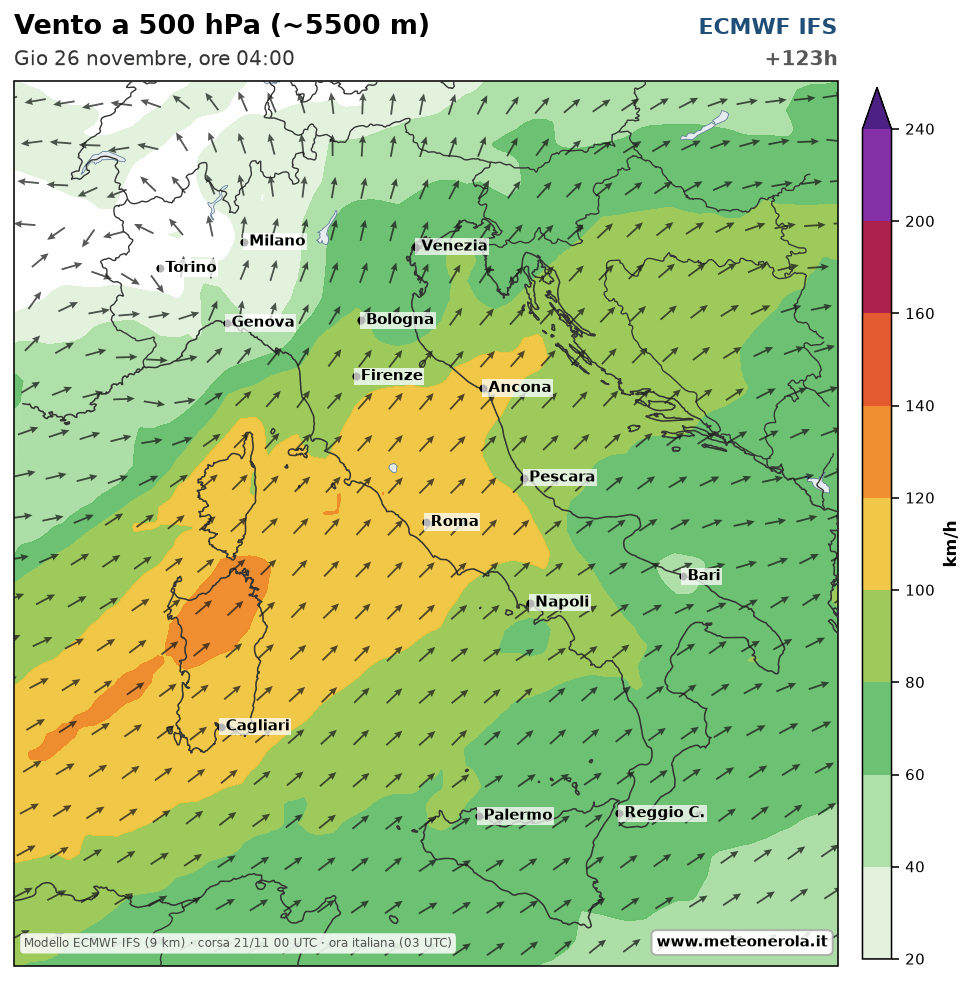 Vento a 500 hPa (~5500 m)
ECMWF IFS
Gio 26 novembre, ore 04:00
+123h
Milano
Venezia
Torino
Genova
Bologna
Firenze
Ancona
Pescara
Roma
Bari
Napoli
Cagliari
Palermo
Reggio C.
240
200
160
140
120
100
80
60
40
20
km/h
Modello ECMWF IFS (9 km) · corsa 21/11 00 UTC · ora italiana (03 UTC)
www.meteonerola.it